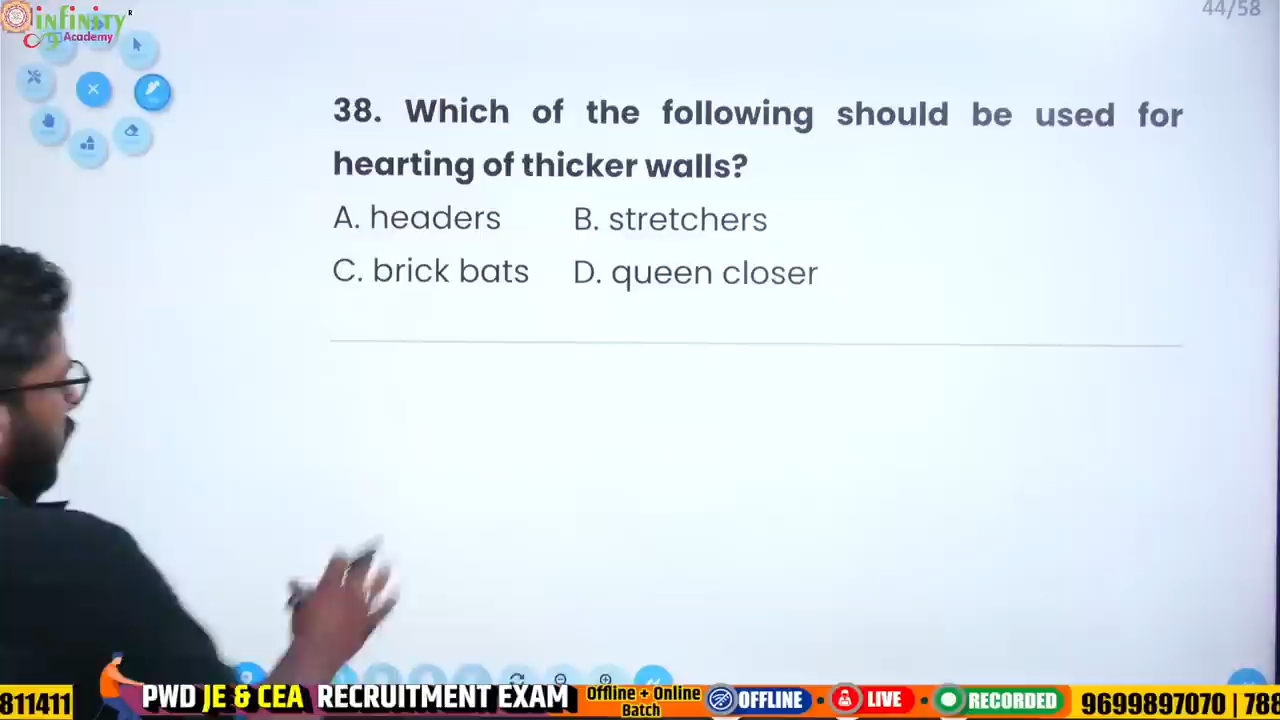 infinity
Academy
44/58
38. Which of the following should be used for
hearting of thicker walls?
A. headers B. stretchers
C. brick bats D. queen closer
811411 PWD JE & CEA RECRUITMENT EXAM Offline + Online Batch OFFLINE • LIVE • RECORDED 9699897070 | 788